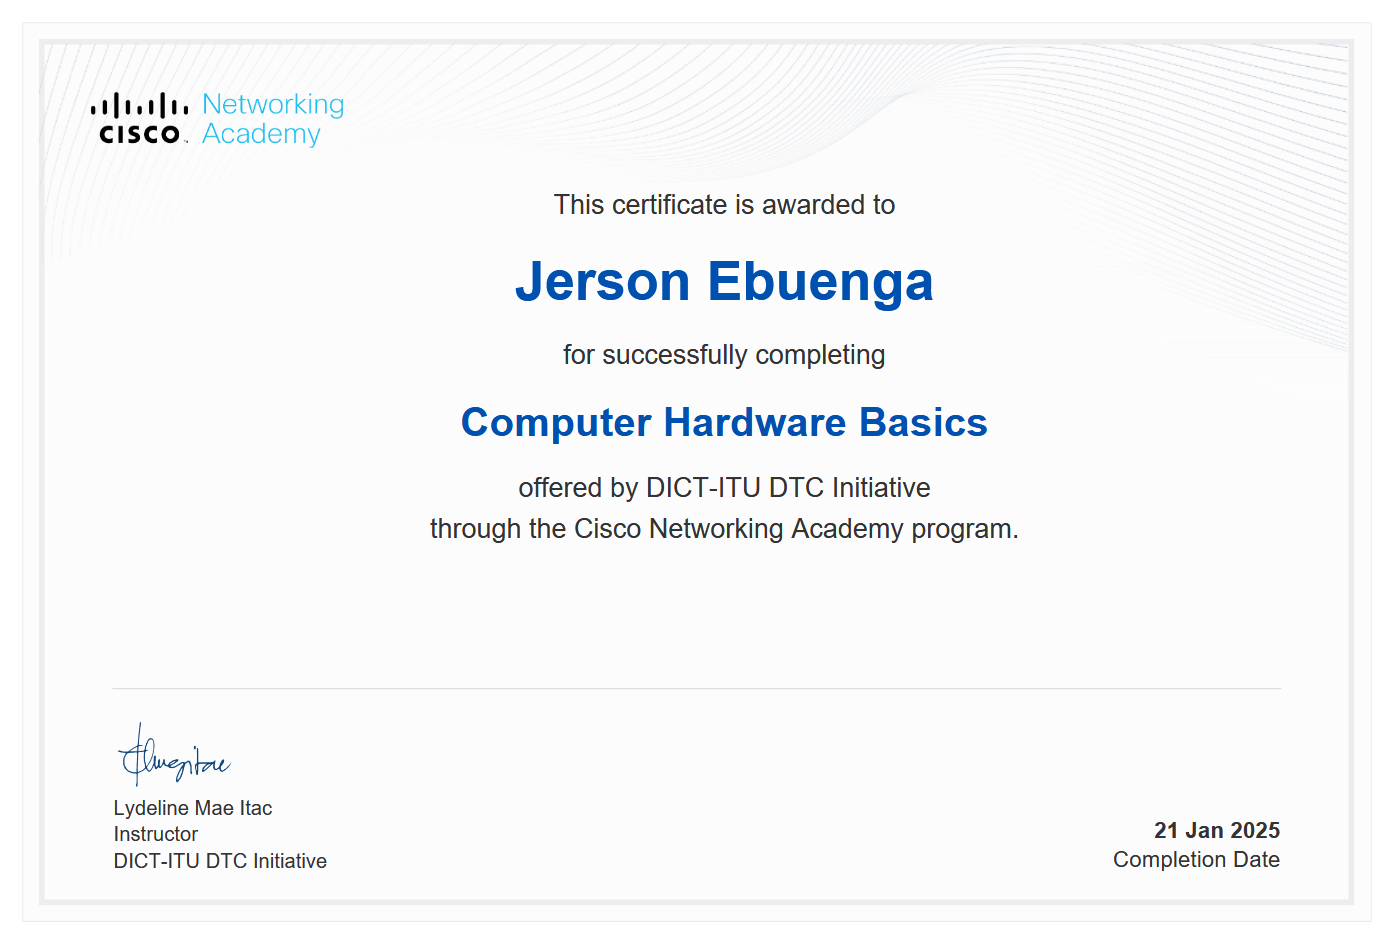 CISCO Networking
Academy
This certificate is awarded to
Jerson Ebuenga
for successfully completing
Computer Hardware Basics
offered by DICT-ITU DTC Initiative
through the Cisco Networking Academy program.
Lydeline Mae Itac
Instructor
DICT-ITU DTC Initiative
21 Jan 2025
Completion Date